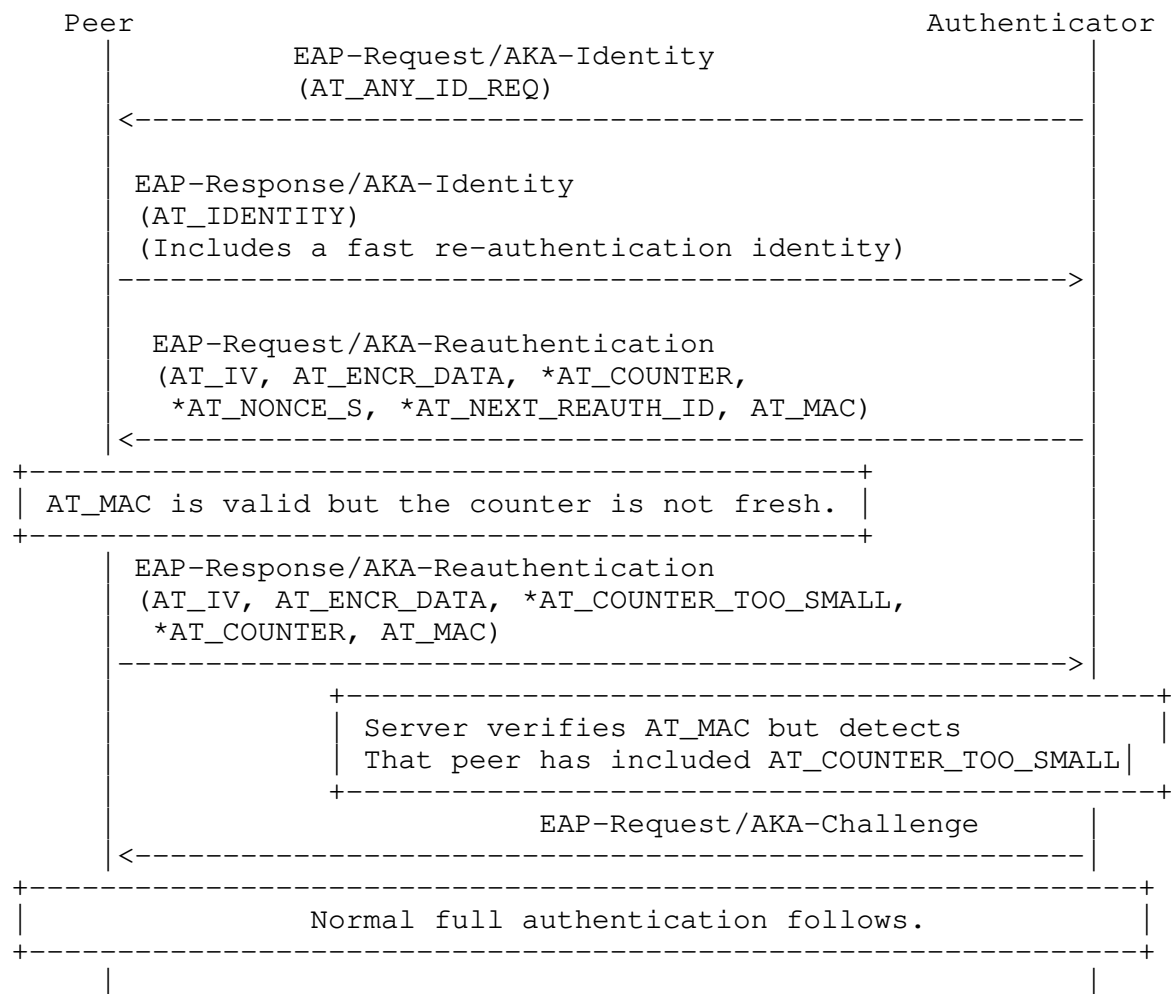 Peer Authenticator
EAP-Request/AKA-Identity
(AT_ANY_ID_REQ)
EAP-Response/AKA-Identity
(AT_IDENTITY)
(Includes a fast re-authentication identity)
EAP-Request/AKA-Reauthentication
(AT_IV, AT_ENCR_DATA, *AT_COUNTER,
*AT_NONCE_S, *AT_NEXT_REAUTH_ID, AT_MAC)
AT_MAC is valid but the counter is not fresh.
EAP-Response/AKA-Reauthentication
(AT_IV, AT_ENCR_DATA, *AT_COUNTER_TOO_SMALL,
*AT_COUNTER, AT_MAC)
Server verifies AT_MAC but detects
That peer has included AT_COUNTER_TOO_SMALL
EAP-Request/AKA-Challenge
Normal full authentication follows.